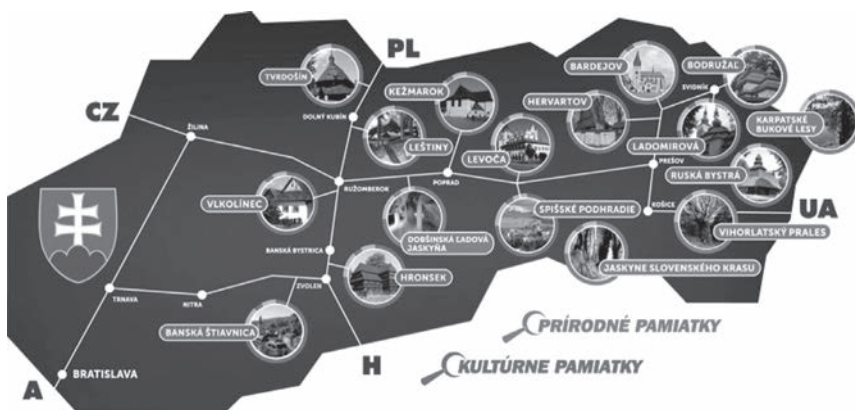 PL
CZ
TVRDOŠÍN
KEŽMAROK
BARDEJOV
BODRUŽAĽ
SVIDNÍK
HERVARTOV
KARPATSKÉ
BUKOVÉ LESY
DOLNÝ KUBÍN
ŽILINA
LEŠTINY
LEVOČA
LADOMIROVÁ
PREŠOV
RUSKÁ BYSTRÁ
VLKOLÍNEC
RUŽOMBEROK
POPRAD
SPIŠSKÉ PODHRADIE
KOŠICE
UA
VIHORLATSKÝ PRALES
DOBŠINSKÁ ĽADOVÁ
JASKYŇA
BANSKÁ BYSTRICA
JASKYNE SLOVENSKÉHO KRASU
HRONSEK
ZVOLEN
TRNAVA
NITRA
BANSKÁ ŠTIAVNICA
PRÍRODNÉ PAMIATKY
KULTÚRNE PAMIATKY
H
BRATISLAVA
A